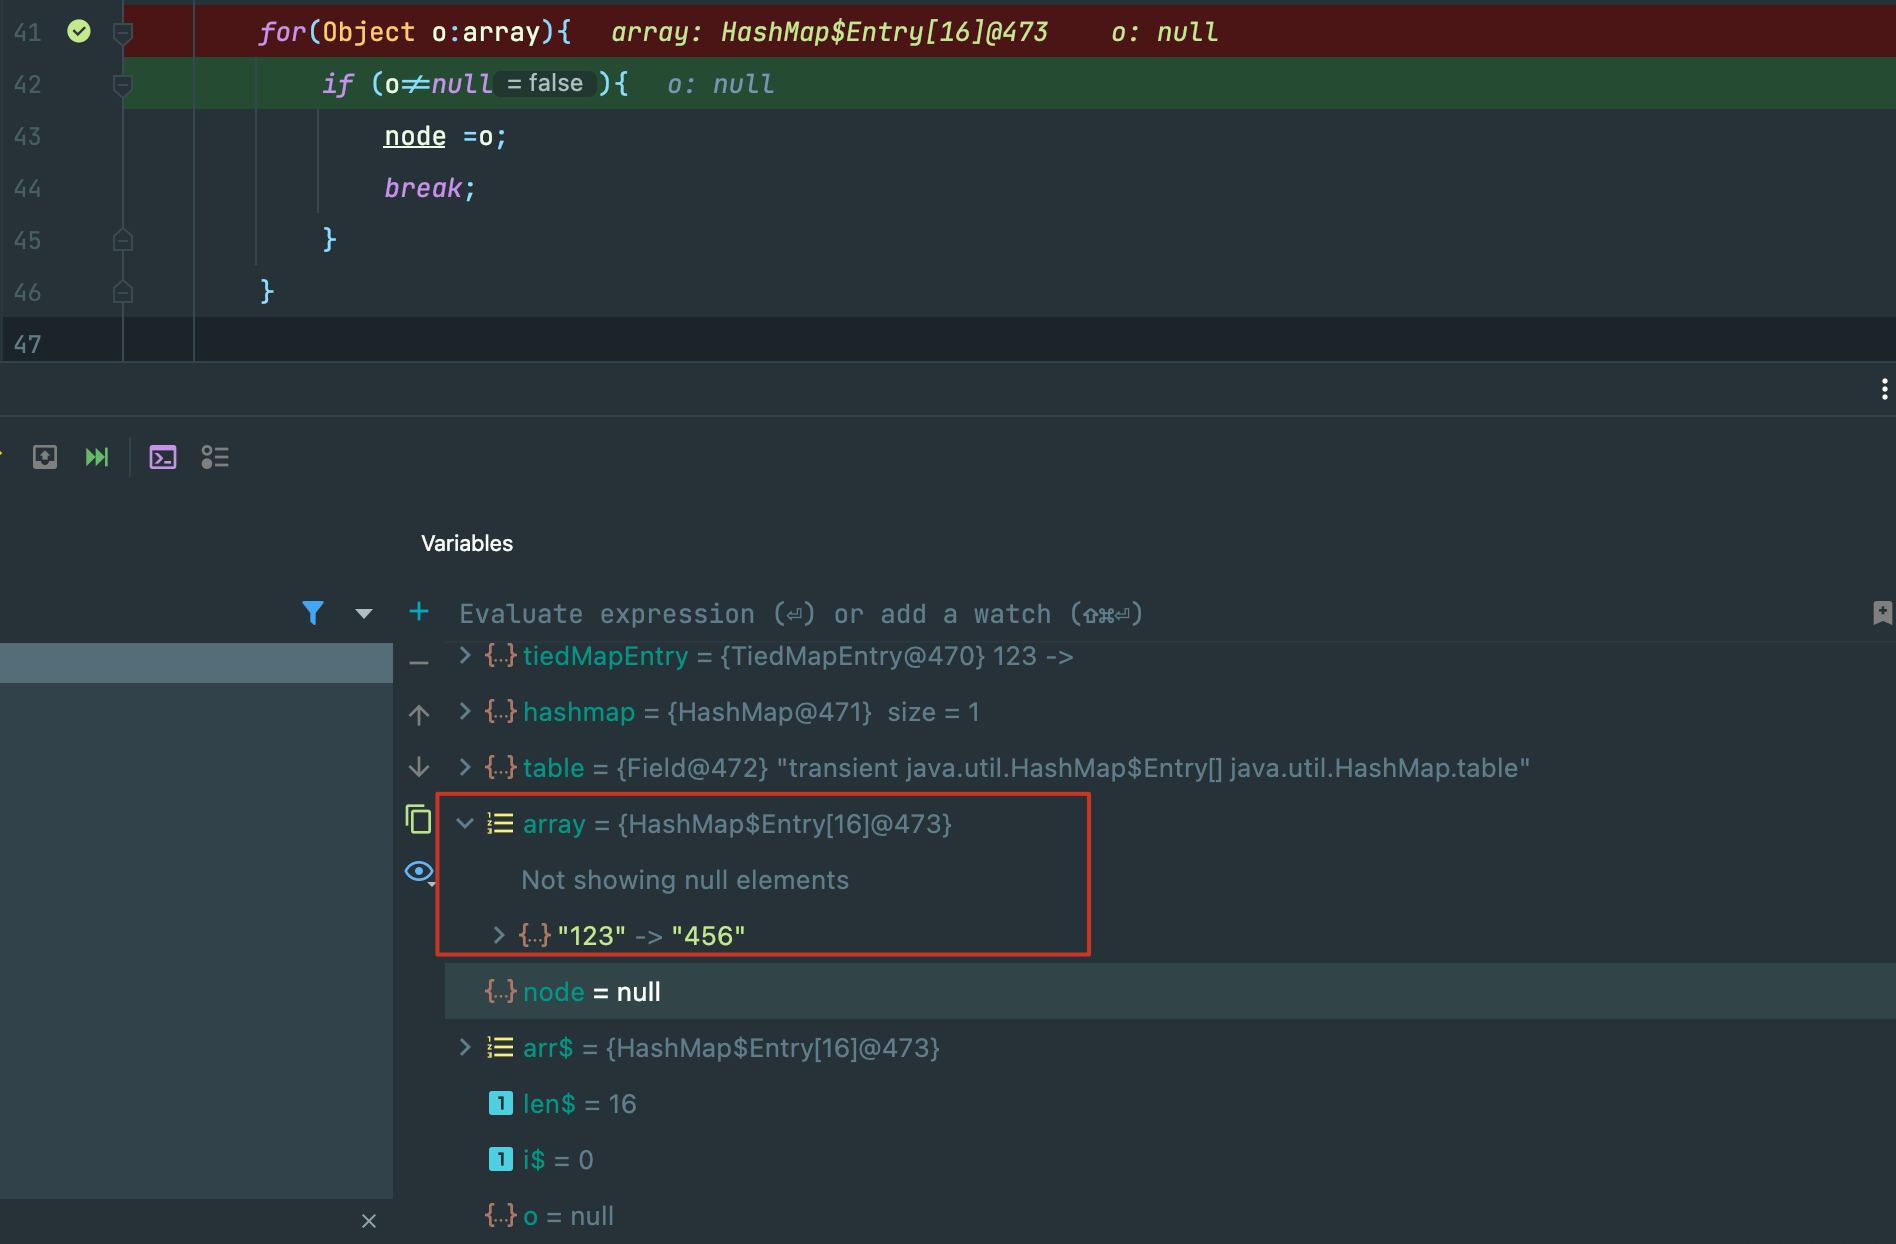 41 for(Object o:array){ array: HashMap$Entry[16]@473 o: null
42 if (o≠null = false ){ o: null
43 node =o;
44 break;
45 }
46 }
47
Variables
Evaluate expression (⏎) or add a watch (⇧⌘⏎)
{...} tiedMapEntry = {TiedMapEntry@470} 123 ->
{...} hashmap = {HashMap@471} size = 1
{...} table = {Field@472} "transient java.util.HashMap$Entry[] java.util.HashMap.table"
array = {HashMap$Entry[16]@473}
Not showing null elements
{...} "123" -> "456"
{...} node = null
arr$ = {HashMap$Entry[16]@473}
1 len$ = 16
1 i$ = 0
{...} o = null